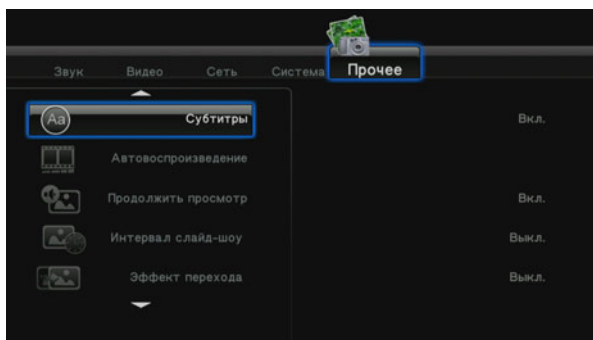 Звук Видео Сеть Система Прочее
Aa Субтитры Вкл.
Автовоспроизведение
Продолжить просмотр Вкл.
Интервал слайд-шоу Выкл.
Эффект перехода Выкл.